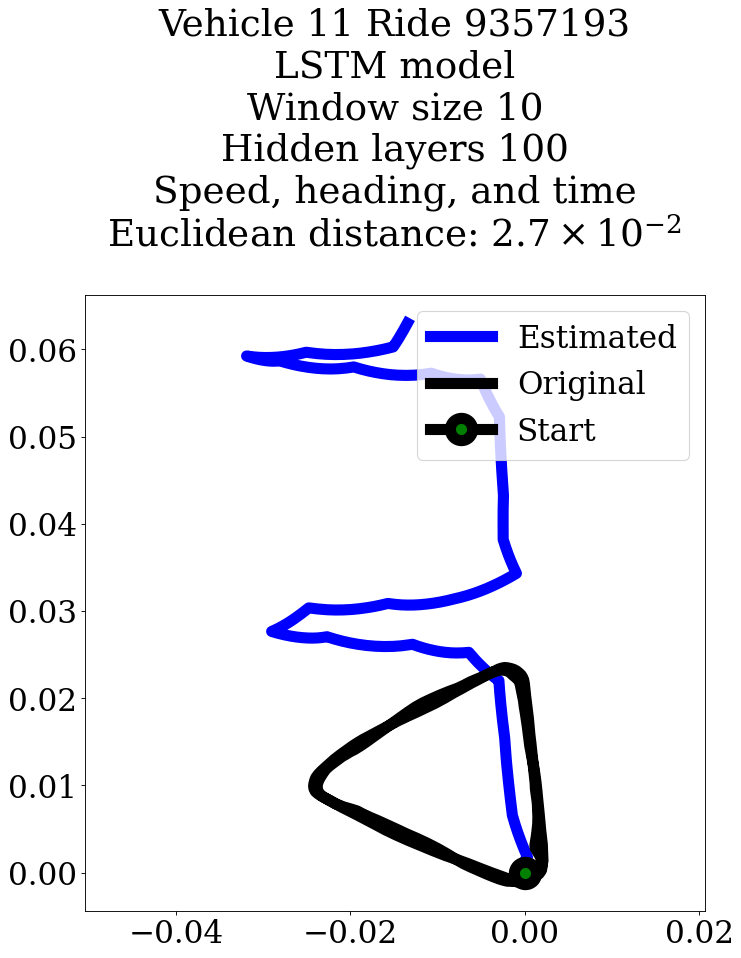 Vehicle 11 Ride 9357193
LSTM model
Window size 10
Hidden layers 100
Speed, heading, and time
Euclidean distance: 2.7 × 10⁻²
Estimated
Original
Start
0.06
0.05
0.04
0.03
0.02
0.01
0.00
−0.04 −0.02 0.00 0.02